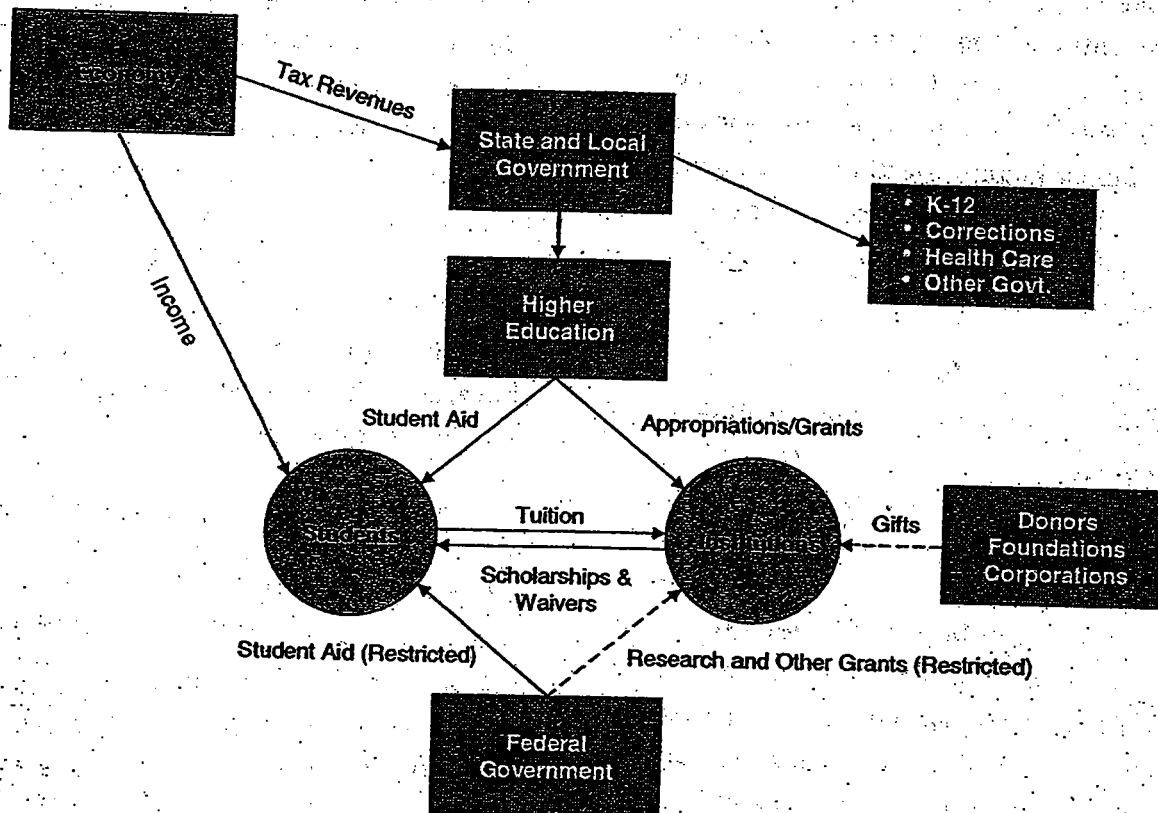 Economy
Tax Revenues
State and Local
Government
• K-12
• Corrections
• Health Care
• Other Govt.
Income
Higher
Education
Student Aid
Appropriations/Grants
Students
Tuition
Institutions
Gifts
Donors
Foundations
Corporations
Scholarships &
Waivers
Student Aid (Restricted)
Research and Other Grants (Restricted)
Federal
Government